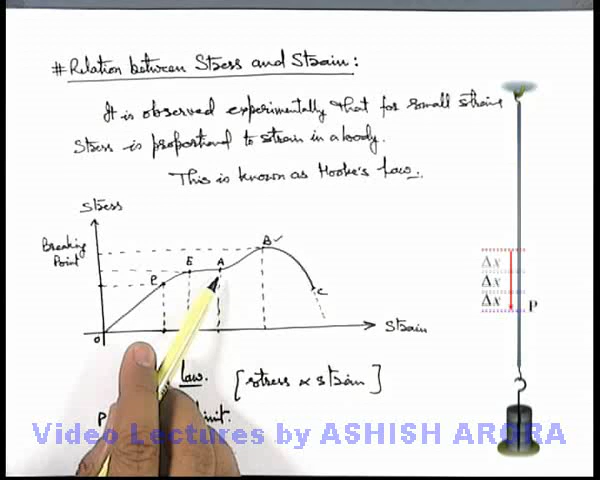 # Relation between Stress and Strain:
It is observed experimentally that for small strains
Stress is proportional to strain in a body.
This is known as Hooke's Law.
Stress
Breaking
Point
P
E
A
B
C
O
Strain
Δx
Δx
Δx
P
Law. [stress ∝ strain]
P
Limit.
Video Lectures by ASHISH ARORA